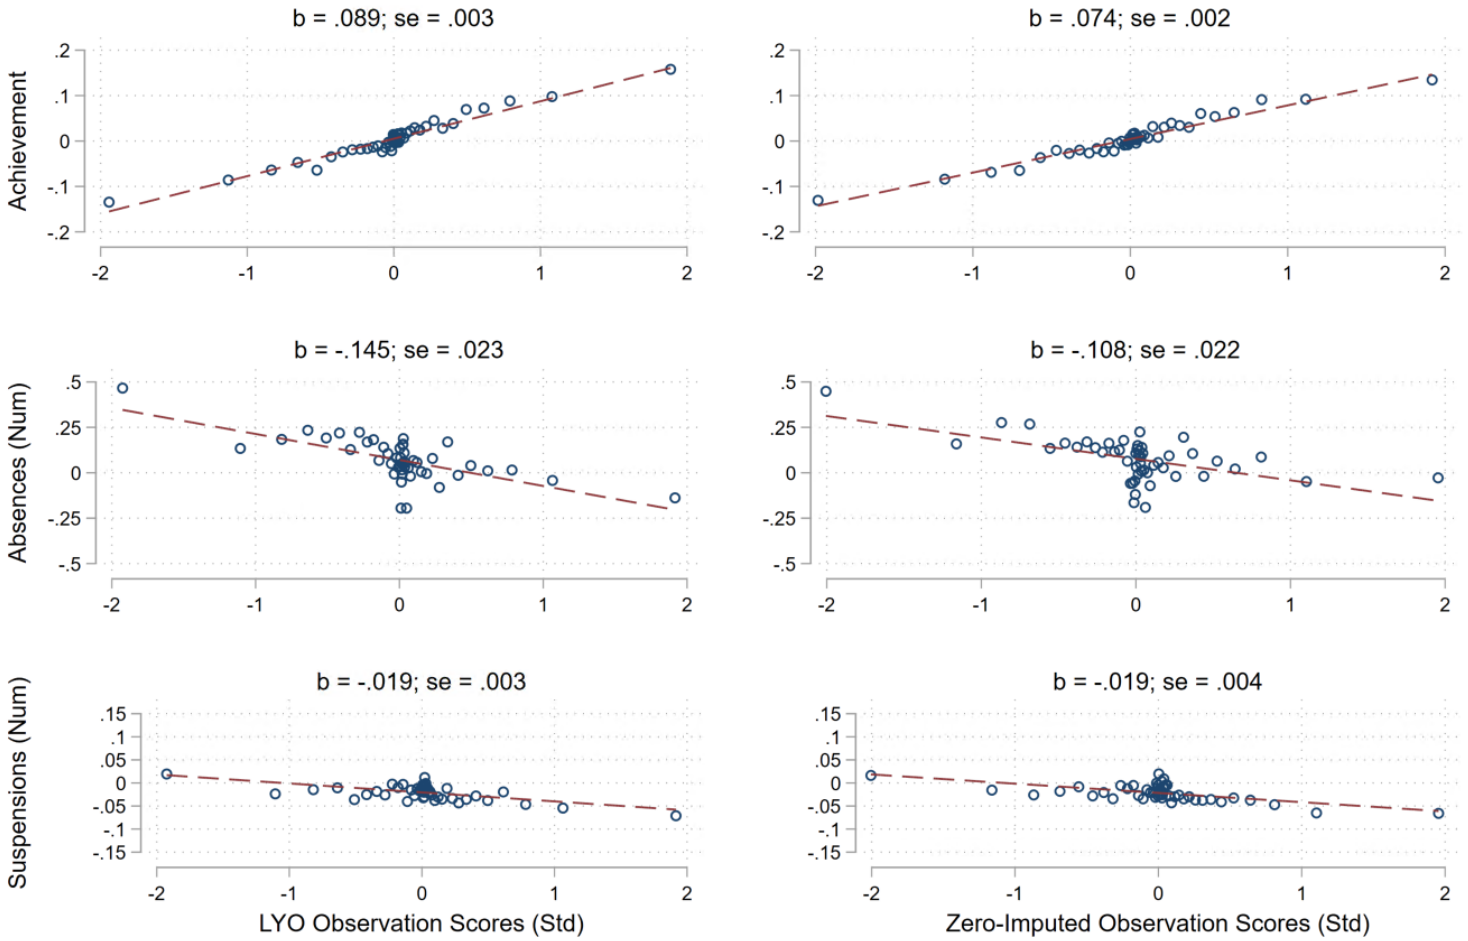 b = .089; se = .003
b = .074; se = .002
Achievement
.2
.1
0
-.1
-.2
-2 -1 0 1 2
.2
.1
0
-.1
-.2
-2 -1 0 1 2
b = -.145; se = .023
b = -.108; se = .022
Absences (Num)
.5
.25
0
-.25
-.5
-2 -1 0 1 2
.5
.25
0
-.25
-.5
-2 -1 0 1 2
b = -.019; se = .003
b = -.019; se = .004
Suspensions (Num)
.15
.1
.05
0
-.05
-.1
-.15
-2 -1 0 1 2
LYO Observation Scores (Std)
.15
.1
.05
0
-.05
-.1
-.15
-2 -1 0 1 2
Zero-Imputed Observation Scores (Std)